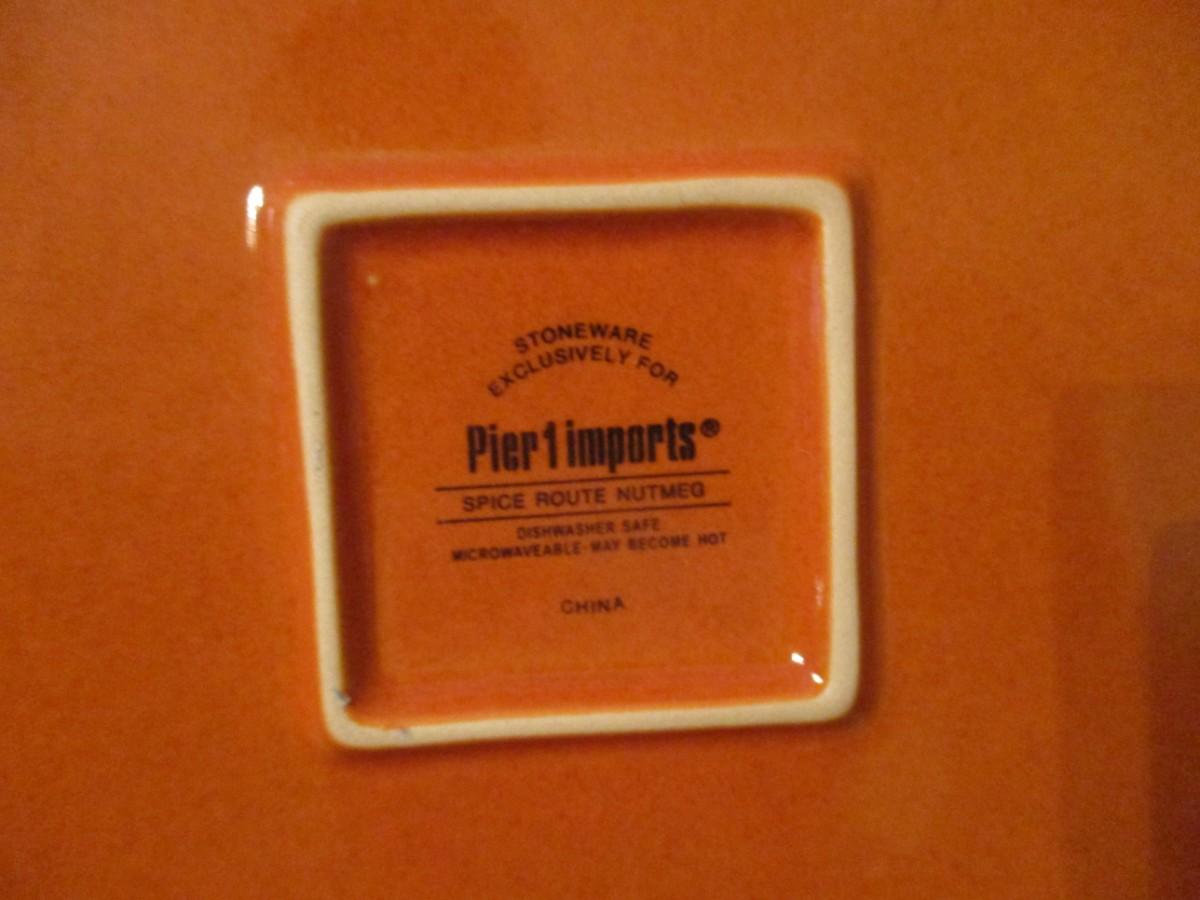 STONEWARE
EXCLUSIVELY FOR
Pier 1 imports®
SPICE ROUTE NUTMEG
DISHWASHER SAFE
MICROWAVEABLE-MAY BECOME HOT
CHINA